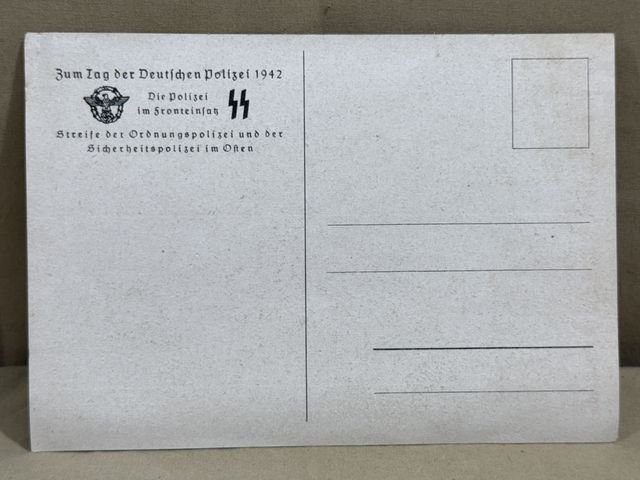 Zum Tag der Deutschen Polizei 1942
Die Polizei
im Fronteinsatz
Streife der Ordnungspolizei und der
Sicherheitspolizei im Osten